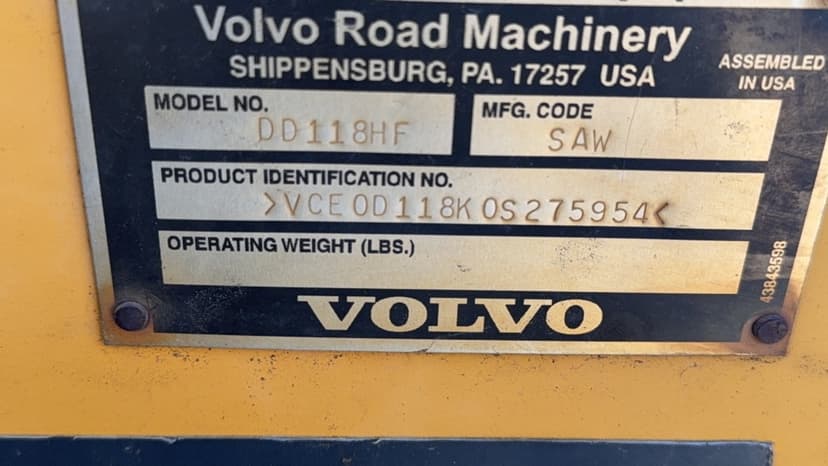 Volvo Road Machinery
SHIPPENSBURG, PA. 17257 USA
ASSEMBLED
IN USA
MODEL NO.
DD118HF
MFG. CODE
SAW
PRODUCT IDENTIFICATION NO.
>VCE0D118K0S275954<
OPERATING WEIGHT (LBS.)
VOLVO
43843598